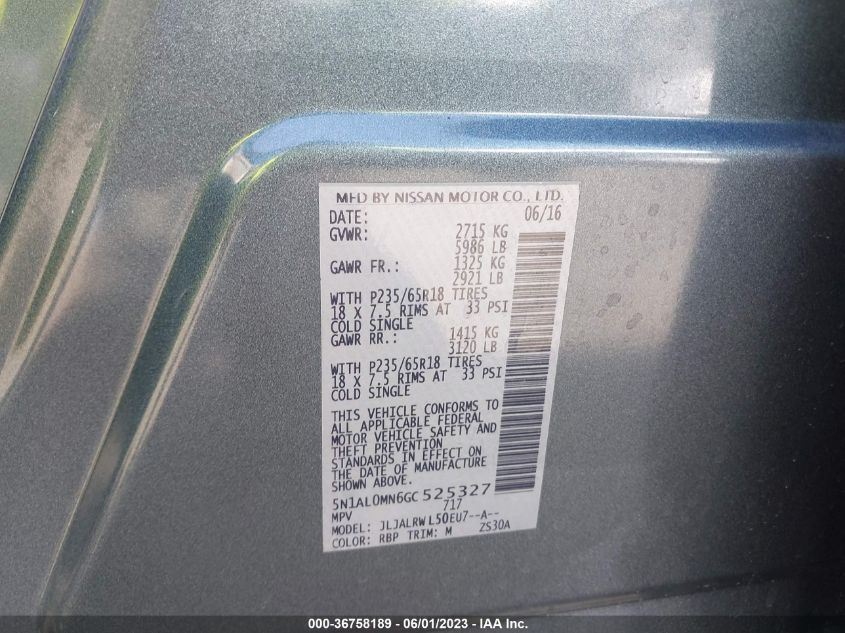 MFD BY NISSAN MOTOR CO., LTD.
DATE: 06/16
GVWR: 2715 KG
5986 LB
GAWR FR.: 1325 KG
2921 LB
WITH P235/65R18 TIRES
18 X 7.5 RIMS AT 33 PSI
COLD SINGLE
GAWR RR.: 1415 KG
3120 LB
WITH P235/65R18 TIRES
18 X 7.5 RIMS AT 33 PSI
COLD SINGLE
THIS VEHICLE CONFORMS TO
ALL APPLICABLE FEDERAL
MOTOR VEHICLE SAFETY AND
THEFT PREVENTION
STANDARDS IN EFFECT ON
THE DATE OF MANUFACTURE
SHOWN ABOVE.
5N1AL0MN6GC525327
MPV 717
MODEL: JLJALRWL50EU7--A--
COLOR: RBP TRIM: M ZS30A
000-36758189 - 06/01/2023 - IAA Inc.